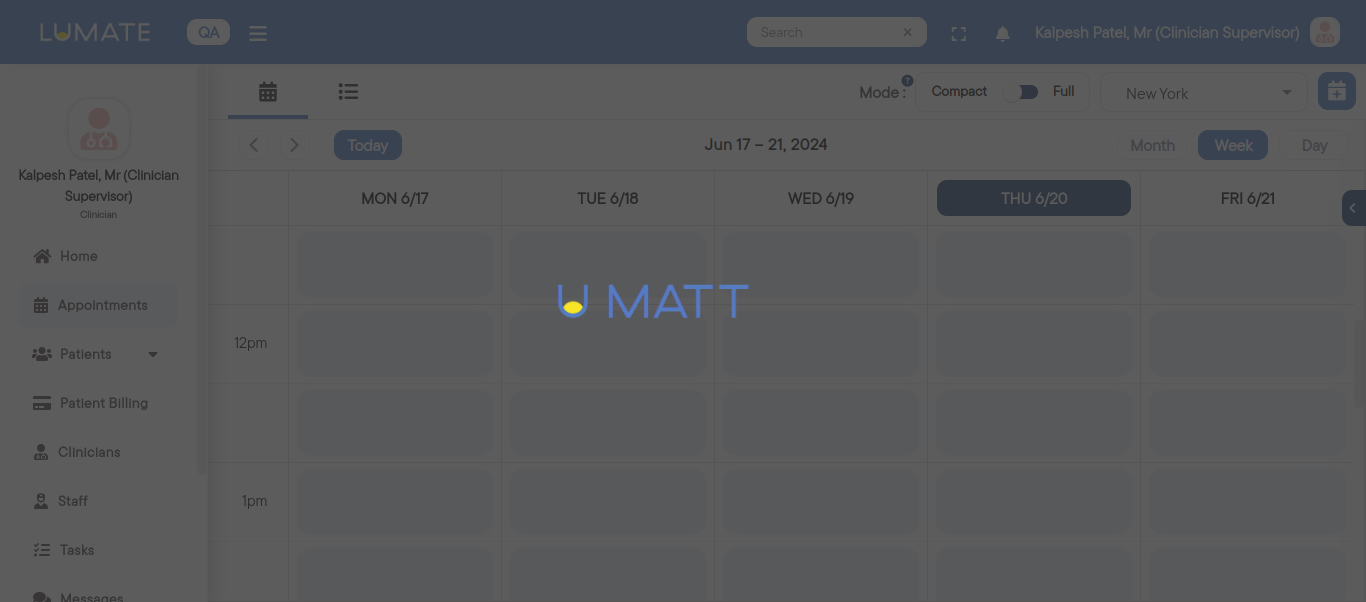 LUMATE QA Search Kalpesh Patel, Mr (Clinician Supervisor)
Mode : ? Compact Full New York
Today Jun 17 – 21, 2024 Month Week Day
Kalpesh Patel, Mr (Clinician
Supervisor)
Clinician
Home
Appointments
Patients
Patient Billing
Clinicians
Staff
Tasks
Messages
MON 6/17 TUE 6/18 WED 6/19 THU 6/20 FRI 6/21
U MATT
12pm
1pm